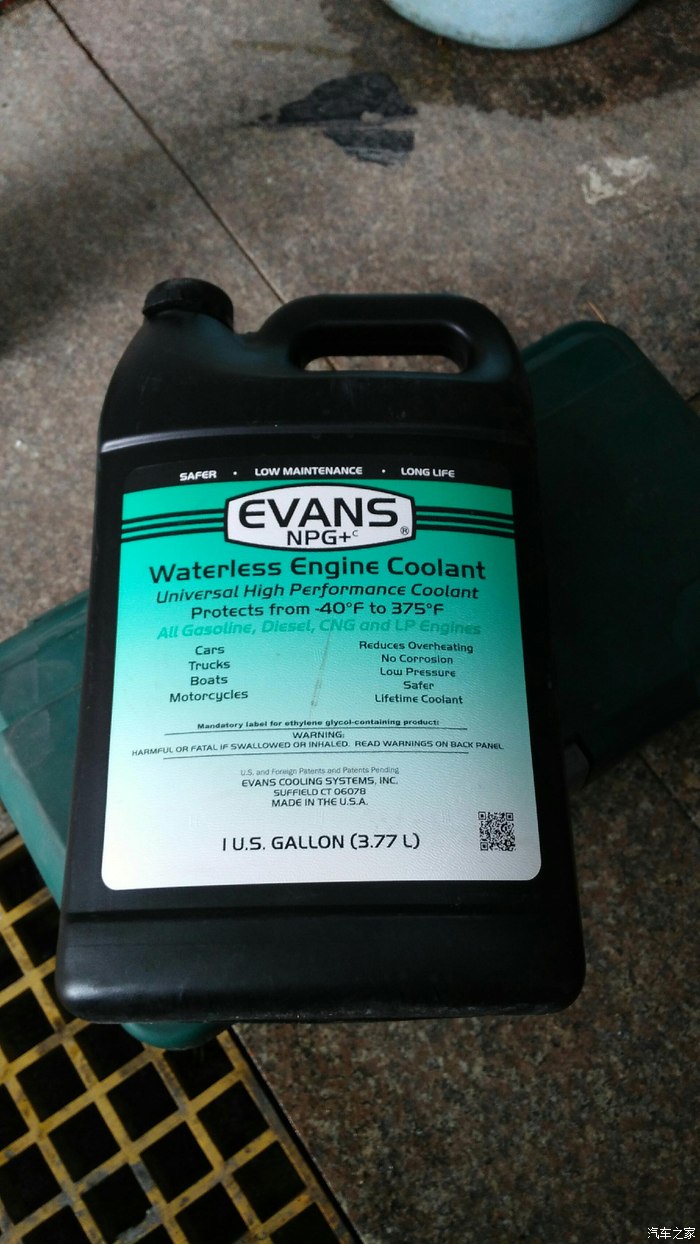 SAFER • LOW MAINTENANCE • LONG LIFE
EVANS®
NPG+ᶜ
Waterless Engine Coolant
Universal High Performance Coolant
Protects from -40°F to 375°F
All Gasoline, Diesel, CNG and LP Engines
Cars
Trucks
Boats
Motorcycles
Reduces Overheating
No Corrosion
Low Pressure
Safer
Lifetime Coolant
Mandatory label for ethylene glycol-containing product:
WARNING:
HARMFUL OR FATAL IF SWALLOWED OR INHALED. READ WARNINGS ON BACK PANEL
U.S. and Foreign Patents and Patents Pending
EVANS COOLING SYSTEMS, INC.
SUFFIELD CT 06078
MADE IN THE U.S.A.
1 U.S. GALLON (3.77 L)
汽车之家